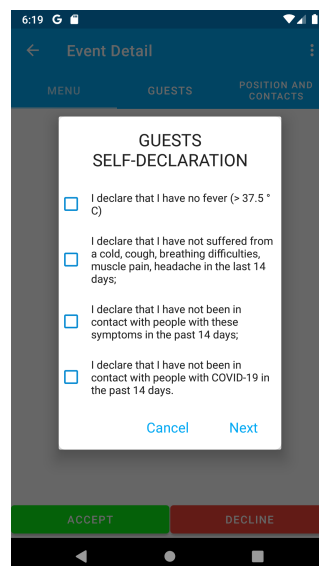 6:19 G
Event Detail
MENU
GUESTS
POSITION AND
CONTACTS
GUESTS
SELF-DECLARATION
I declare that I have no fever (> 37.5 °
C)
I declare that I have not suffered from
a cold, cough, breathing difficulties,
muscle pain, headache in the last 14
days;
I declare that I have not been in
contact with people with these
symptoms in the past 14 days;
I declare that I have not been in
contact with people with COVID-19 in
the past 14 days.
Cancel Next
ACCEPT DECLINE